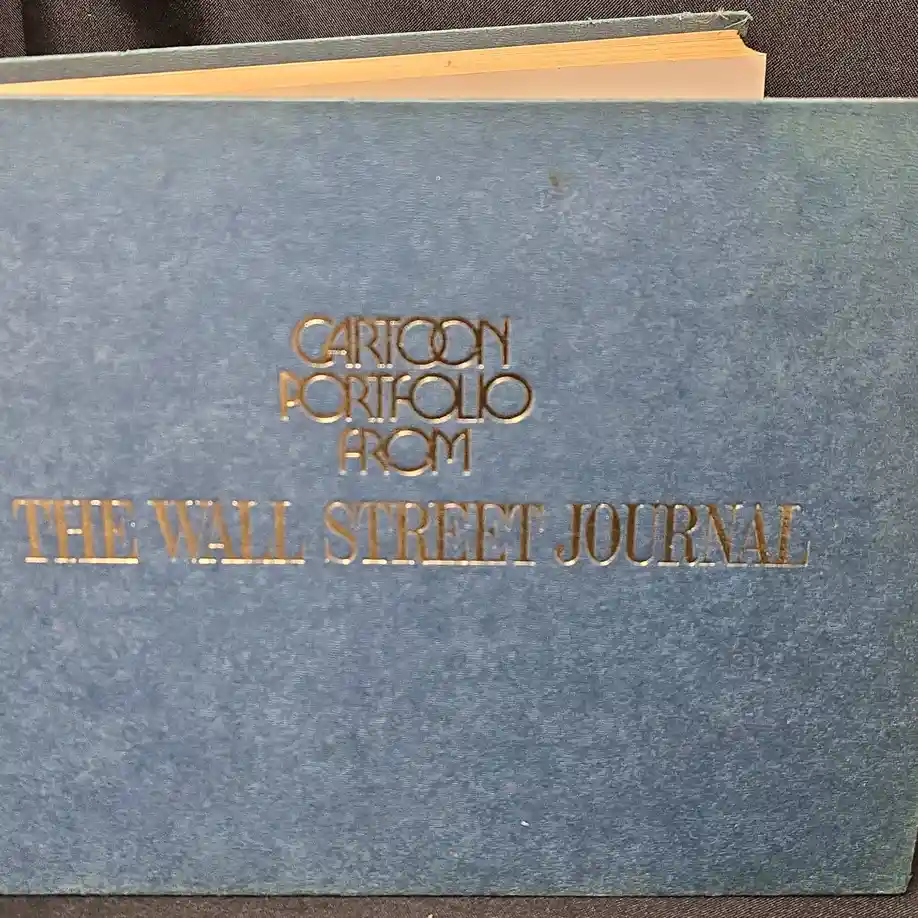 CARTOON
PORTFOLIO
FROM
THE WALL STREET JOURNAL